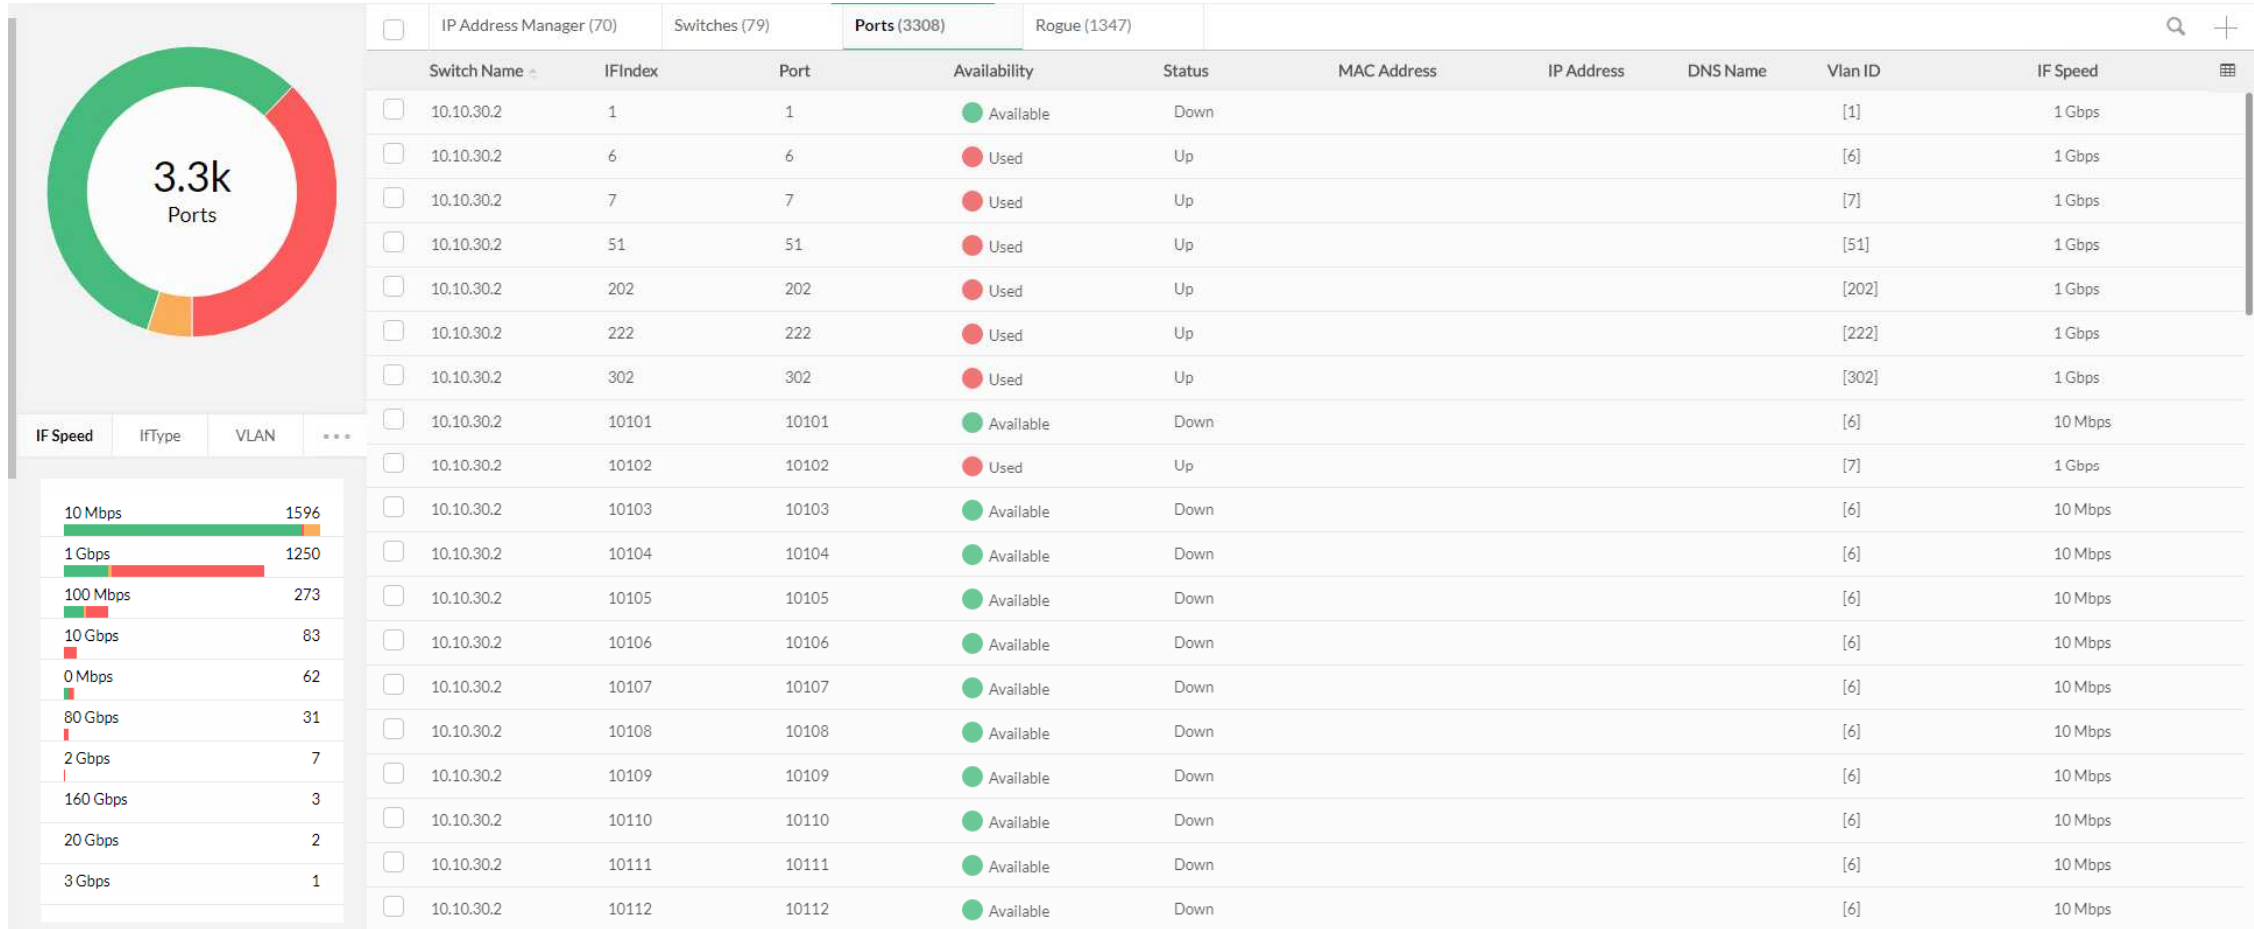 3.3k
Ports
IF Speed IfType VLAN
10 Mbps 1596
1 Gbps 1250
100 Mbps 273
10 Gbps 83
0 Mbps 62
80 Gbps 31
2 Gbps 7
160 Gbps 3
20 Gbps 2
3 Gbps 1
IP Address Manager (70) Switches (79) Ports (3308) Rogue (1347)
Switch Name IFIndex Port Availability Status MAC Address IP Address DNS Name Vlan ID IF Speed
10.10.30.2 1 1 Available Down [1] 1 Gbps
10.10.30.2 6 6 Used Up [6] 1 Gbps
10.10.30.2 7 7 Used Up [7] 1 Gbps
10.10.30.2 51 51 Used Up [51] 1 Gbps
10.10.30.2 202 202 Used Up [202] 1 Gbps
10.10.30.2 222 222 Used Up [222] 1 Gbps
10.10.30.2 302 302 Used Up [302] 1 Gbps
10.10.30.2 10101 10101 Available Down [6] 10 Mbps
10.10.30.2 10102 10102 Used Up [7] 1 Gbps
10.10.30.2 10103 10103 Available Down [6] 10 Mbps
10.10.30.2 10104 10104 Available Down [6] 10 Mbps
10.10.30.2 10105 10105 Available Down [6] 10 Mbps
10.10.30.2 10106 10106 Available Down [6] 10 Mbps
10.10.30.2 10107 10107 Available Down [6] 10 Mbps
10.10.30.2 10108 10108 Available Down [6] 10 Mbps
10.10.30.2 10109 10109 Available Down [6] 10 Mbps
10.10.30.2 10110 10110 Available Down [6] 10 Mbps
10.10.30.2 10111 10111 Available Down [6] 10 Mbps
10.10.30.2 10112 10112 Available Down [6] 10 Mbps